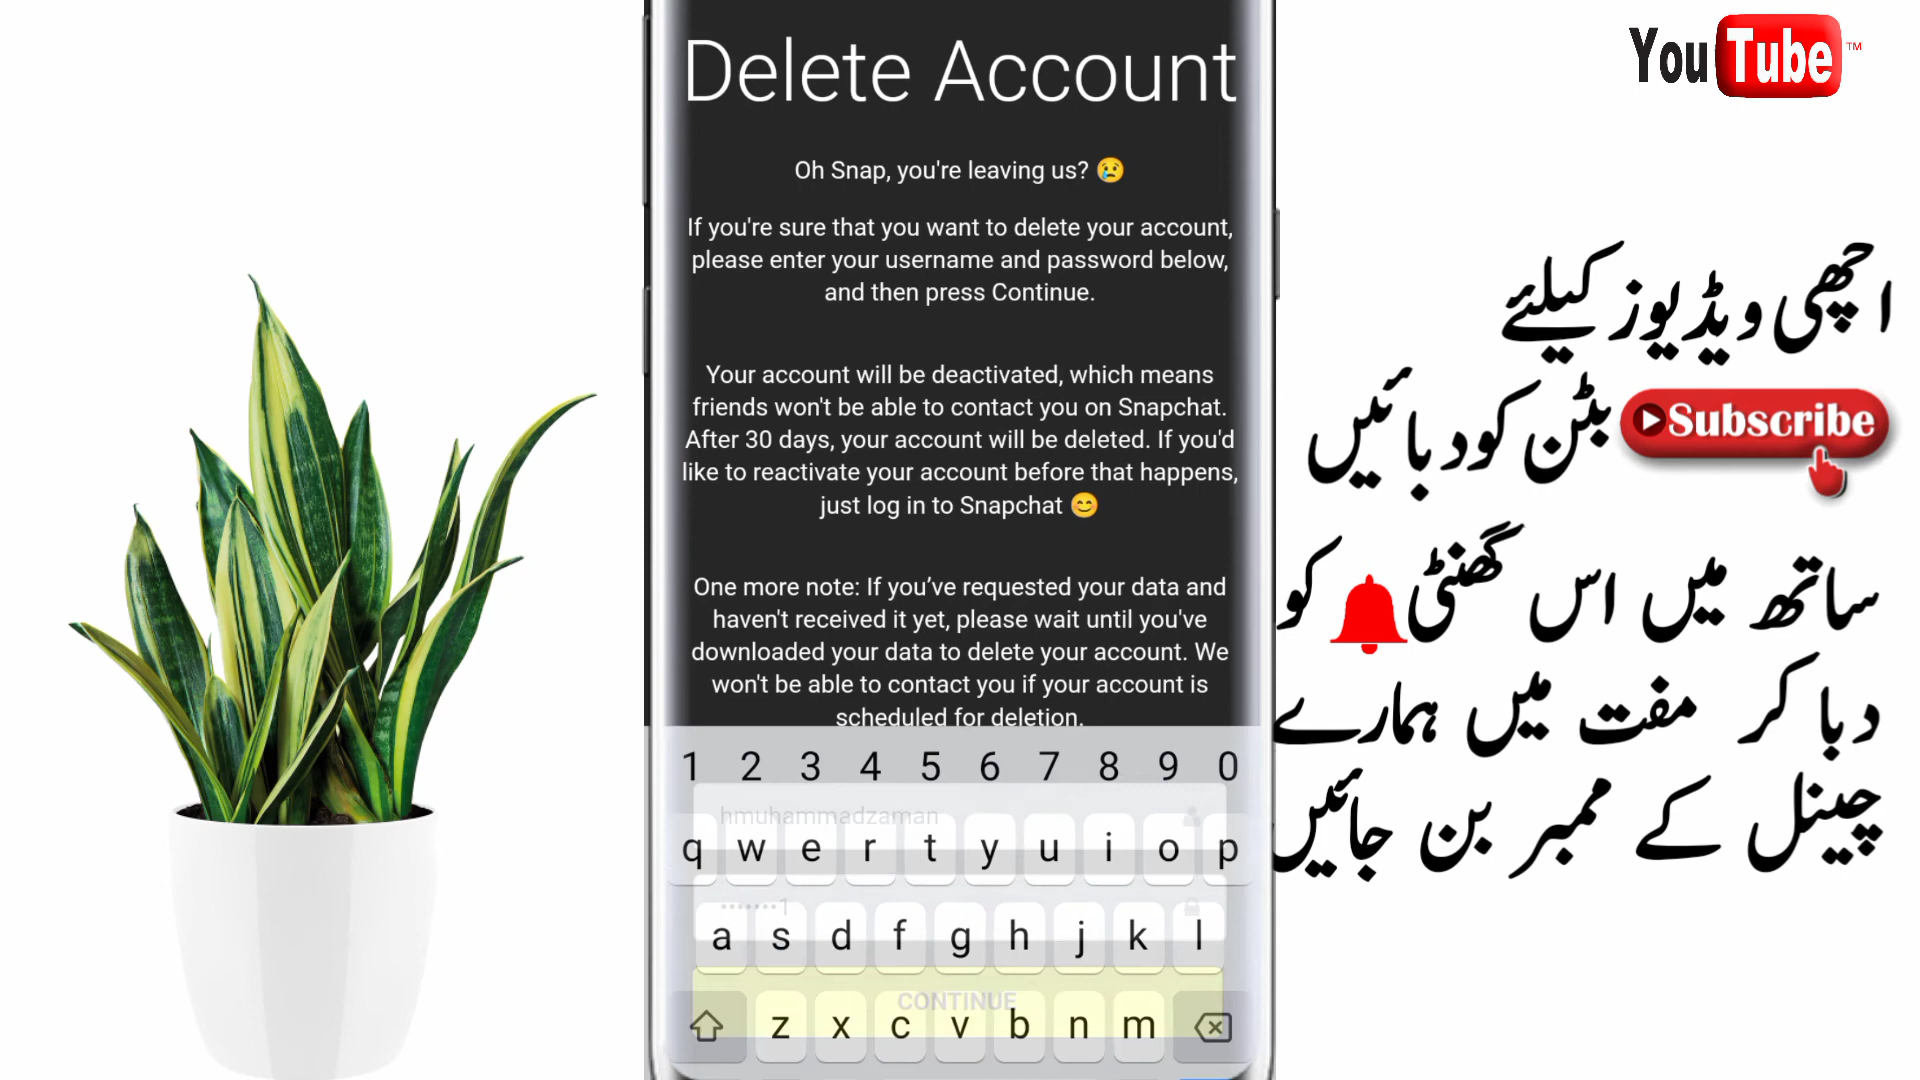 Delete Account
Oh Snap, you're leaving us? 😢
If you're sure that you want to delete your account,
please enter your username and password below,
and then press Continue.
Your account will be deactivated, which means
friends won't be able to contact you on Snapchat.
After 30 days, your account will be deleted. If you'd
like to reactivate your account before that happens,
just log in to Snapchat 😊
One more note: If you’ve requested your data and
haven't received it yet, please wait until you've
downloaded your data to delete your account. We
won't be able to contact you if your account is
scheduled for deletion.
1 2 3 4 5 6 7 8 9 0
hmuhammadzaman
q w e r t y u i o p
•••••••1
a s d f g h j k l
CONTINUE
z x c v b n m
YouTube™
اچھی ویڈیوز کیلئے
Subscribe بٹن کو دبائیں
ساتھ میں اس گھنٹی کو
دبا کر مفت میں ہمارے
چینل کے ممبر بن جائیں